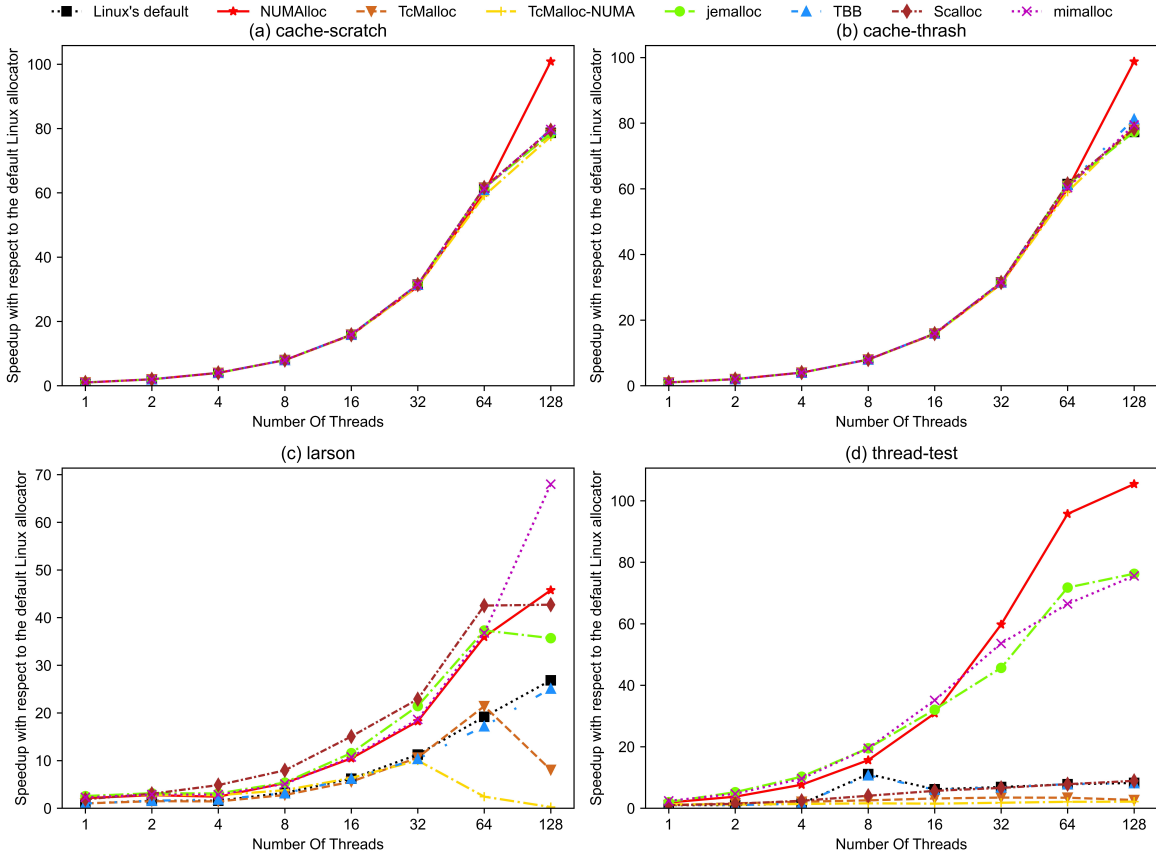 Linux's default NUMAlloc TcMalloc TcMalloc-NUMA jemalloc TBB Scalloc mimalloc
(a) cache-scratch
Speedup with respect to the default Linux allocator
100
80
60
40
20
0
1 2 4 8 16 32 64 128
Number Of Threads
(b) cache-thrash
Speedup with respect to the default Linux allocator
100
80
60
40
20
0
1 2 4 8 16 32 64 128
Number Of Threads
(c) larson
Speedup with respect to the default Linux allocator
70
60
50
40
30
20
10
0
1 2 4 8 16 32 64 128
Number Of Threads
(d) thread-test
Speedup with respect to the default Linux allocator
100
80
60
40
20
0
1 2 4 8 16 32 64 128
Number Of Threads